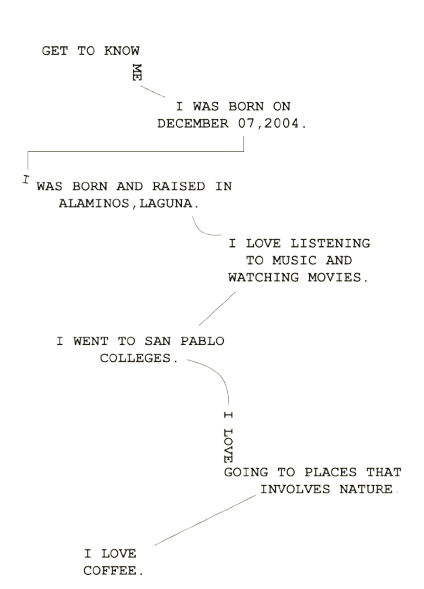 GET TO KNOW
ME
I WAS BORN ON
DECEMBER 07,2004.
I
WAS BORN AND RAISED IN
ALAMINOS,LAGUNA.
I LOVE LISTENING
TO MUSIC AND
WATCHING MOVIES.
I WENT TO SAN PABLO
COLLEGES.
I LOVE
GOING TO PLACES THAT
INVOLVES NATURE.
I LOVE
COFFEE.